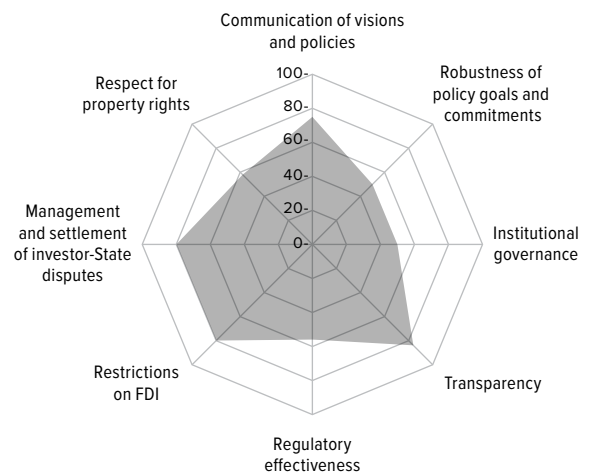 Communication of visions
and policies
Robustness of
policy goals and
commitments
Institutional
governance
Transparency
Regulatory
effectiveness
Restrictions
on FDI
Management
and settlement
of investor-State
disputes
Respect for
property rights
100-
80-
60-
40-
20-
0-